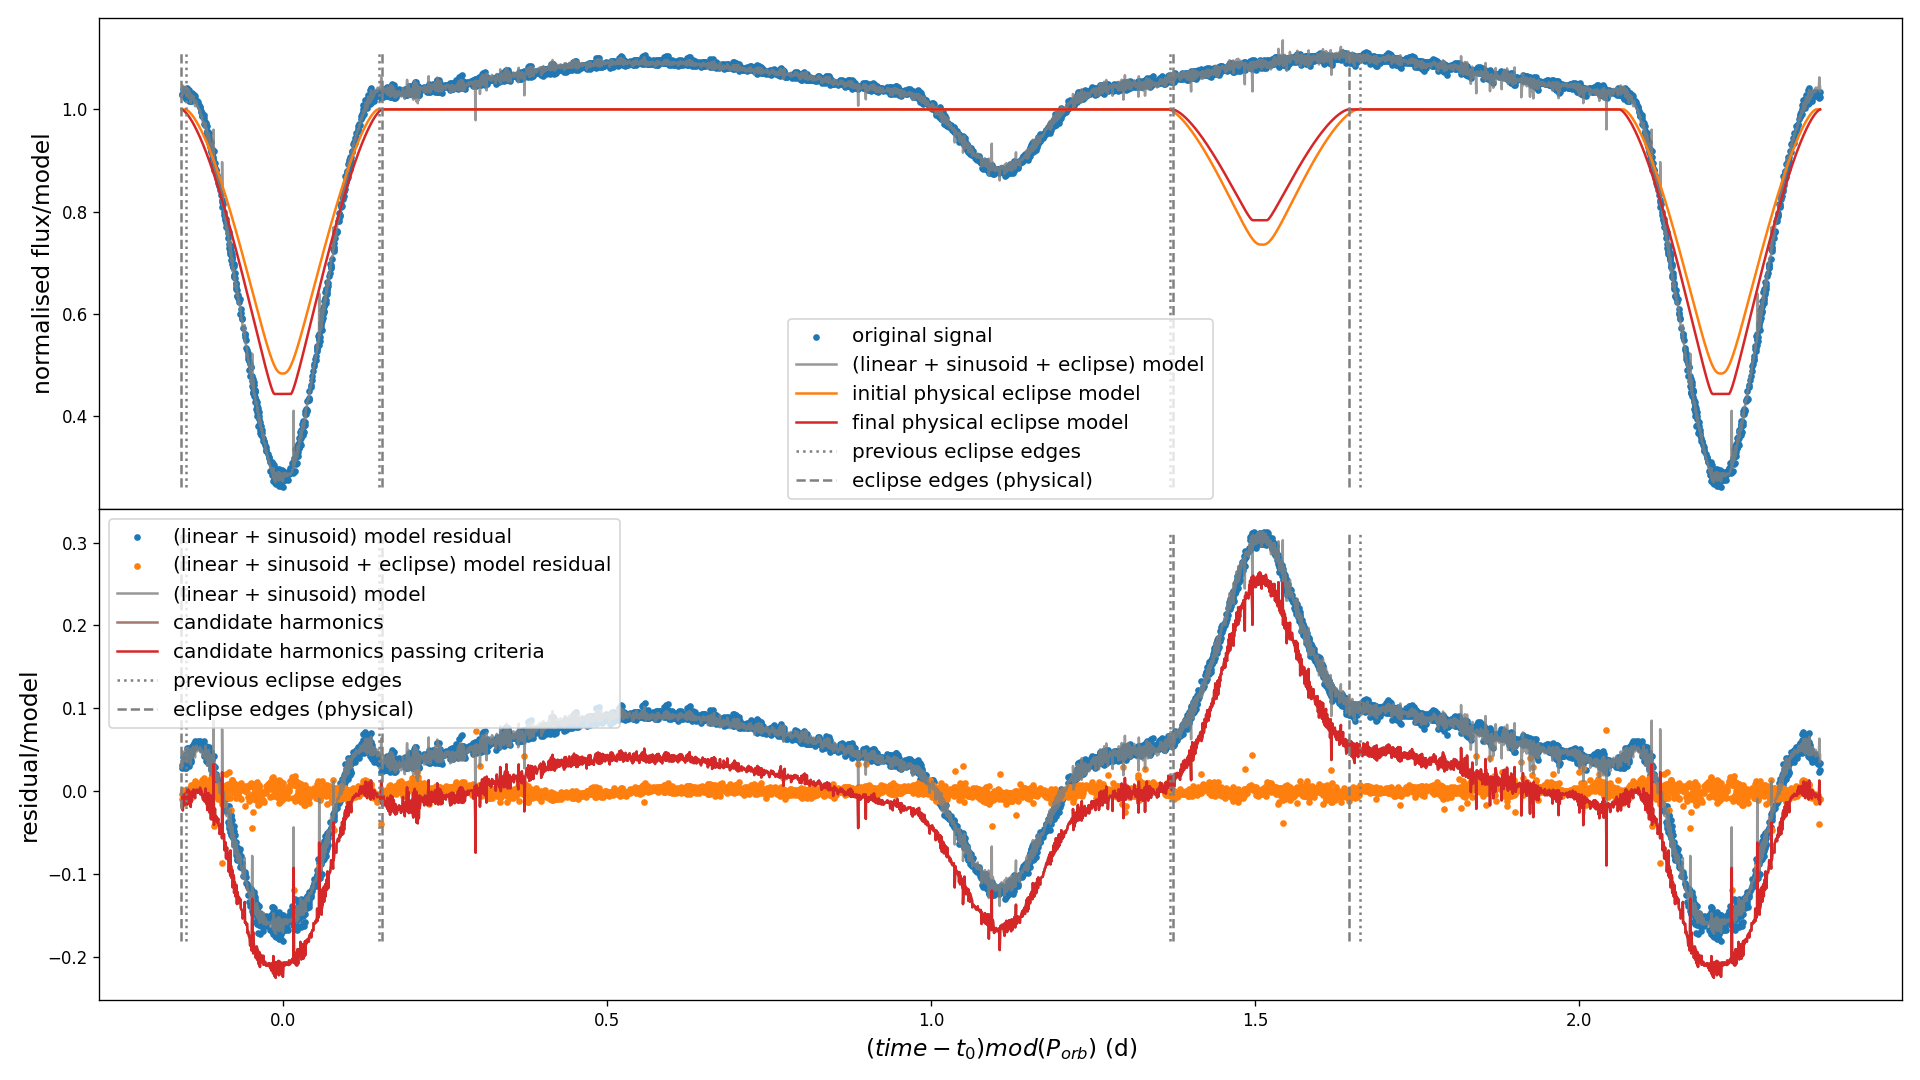 normalised flux/model
1.0
0.8
0.6
0.4
original signal
(linear + sinusoid + eclipse) model
initial physical eclipse model
final physical eclipse model
previous eclipse edges
eclipse edges (physical)
residual/model
0.3
0.2
0.1
0.0
−0.1
−0.2
(linear + sinusoid) model residual
(linear + sinusoid + eclipse) model residual
(linear + sinusoid) model
candidate harmonics
candidate harmonics passing criteria
previous eclipse edges
eclipse edges (physical)
0.0 0.5 1.0 1.5 2.0
(time − t₀)mod(Pₒᵣb) (d)